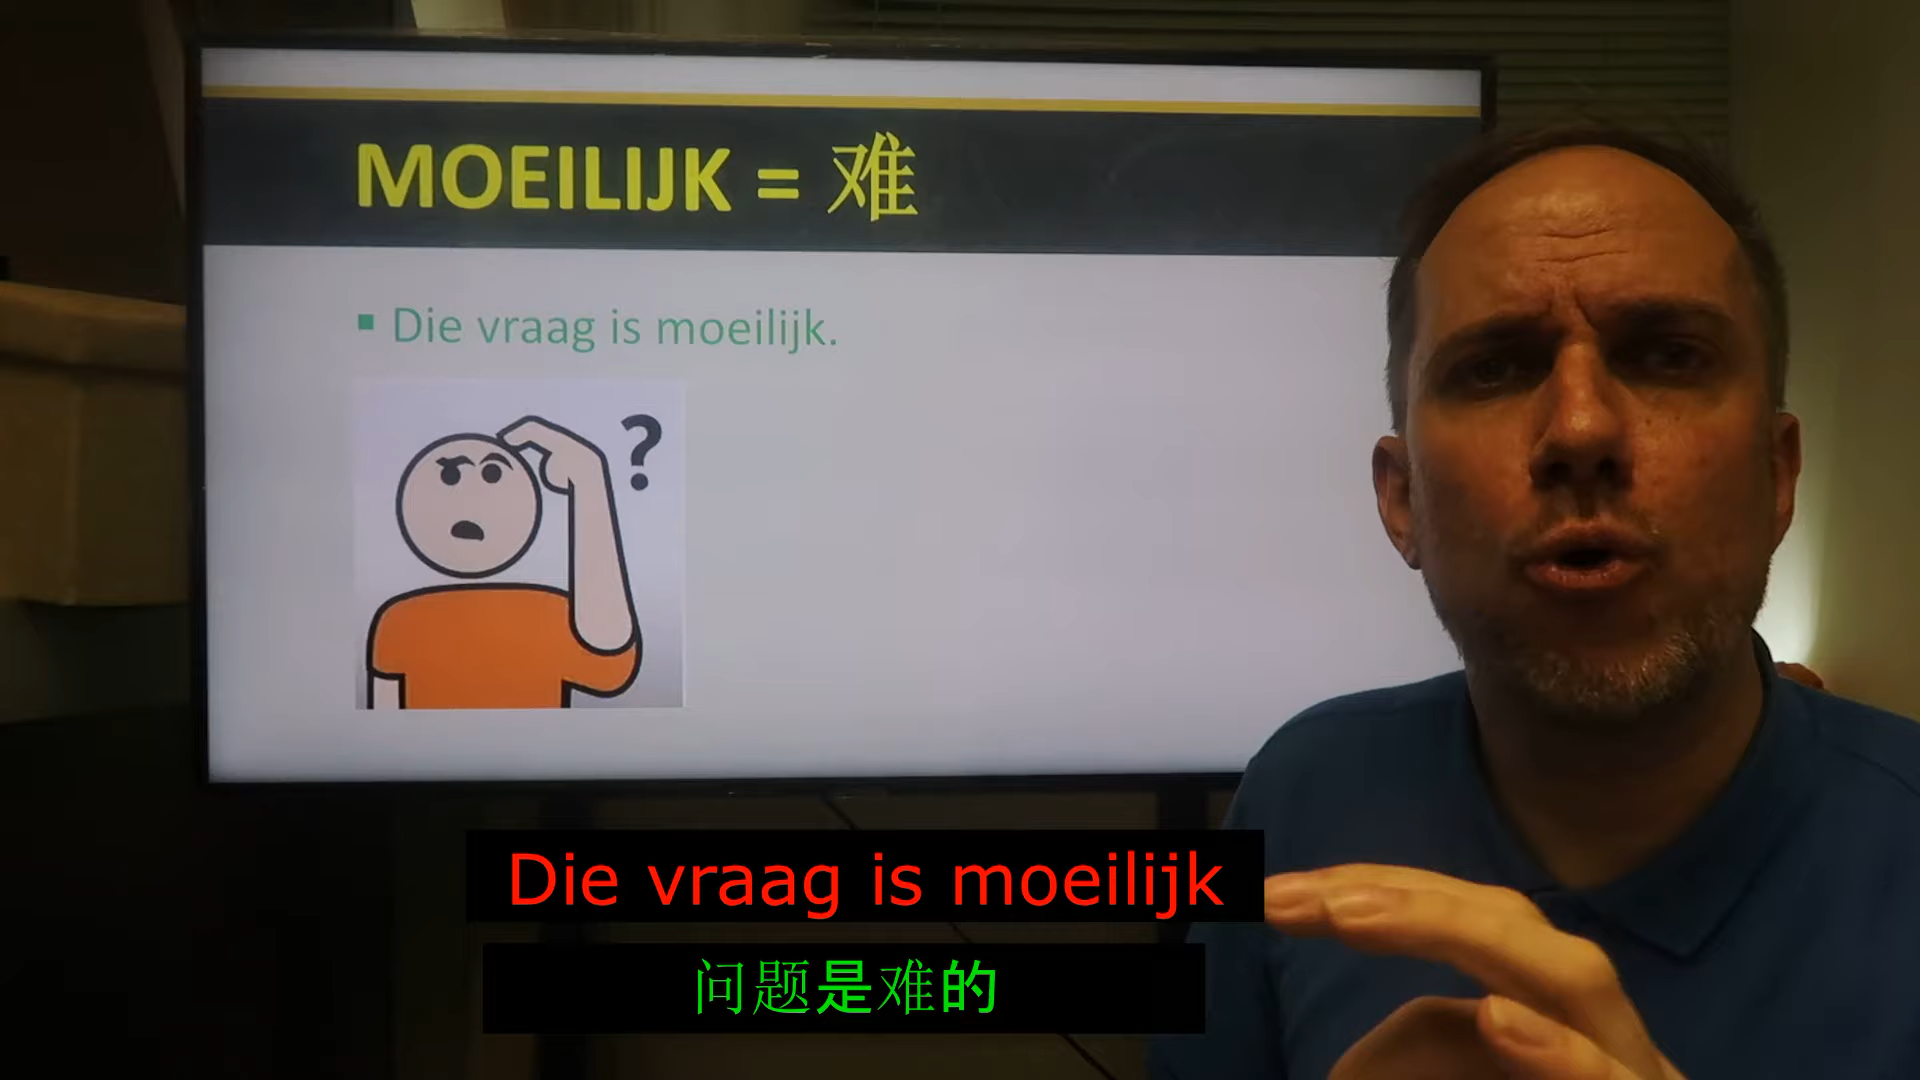 MOEILIJK = 难
Die vraag is moeilijk.
?
Die vraag is moeilijk
问题是难的